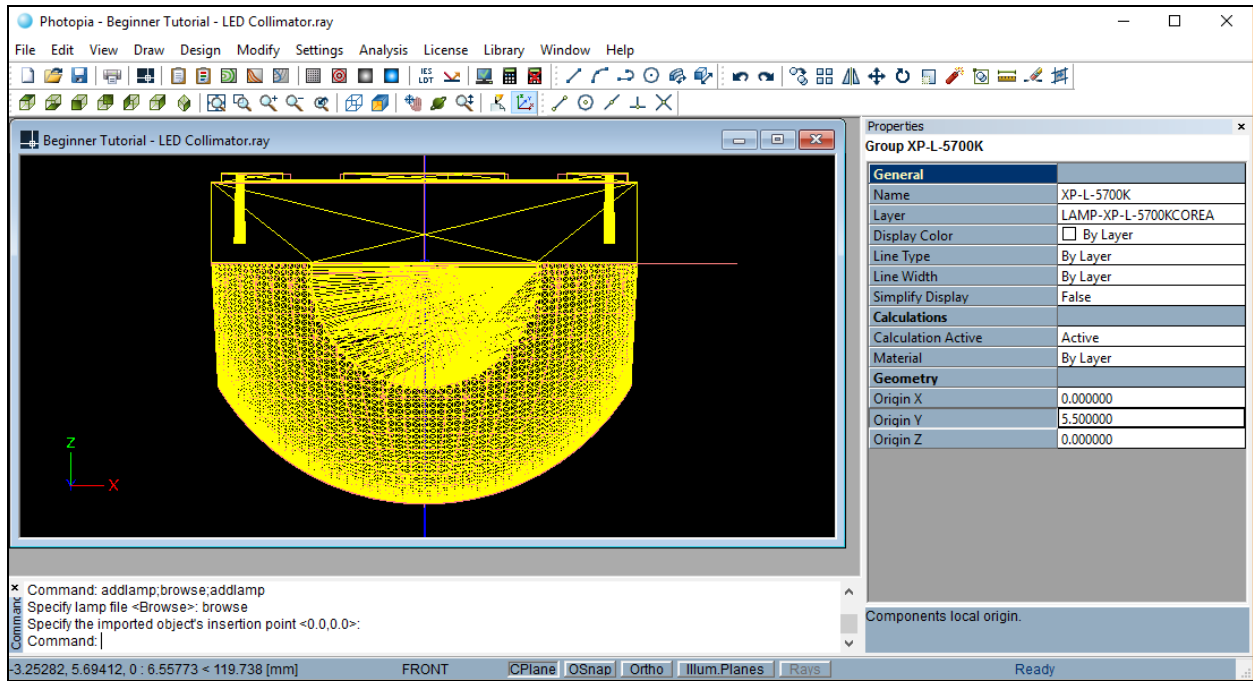 Photopia - Beginner Tutorial - LED Collimator.ray
File Edit View Draw Design Modify Settings Analysis License Library Window Help
IES
LDT
Beginner Tutorial - LED Collimator.ray
Z
X
Properties
Group XP-L-5700K
General
Name XP-L-5700K
Layer LAMP-XP-L-5700KCOREA
Display Color By Layer
Line Type By Layer
Line Width By Layer
Simplify Display False
Calculations
Calculation Active Active
Material By Layer
Geometry
Origin X 0.000000
Origin Y 5.500000
Origin Z 0.000000
Components local origin.
Command
Command: addlamp;browse;addlamp
Specify lamp file <Browse>: browse
Specify the imported object's insertion point <0.0,0.0>:
Command:
-3.25282, 5.69412, 0 : 6.55773 < 119.738 [mm] FRONT CPlane OSnap Ortho Illum.Planes Rays Ready